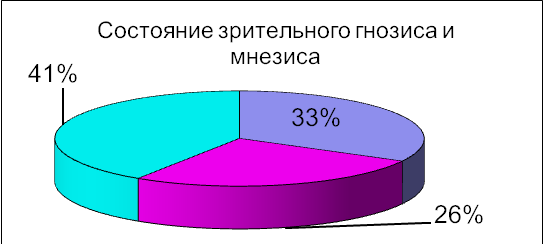 Состояние зрительного гнозиса и
мнезиса
41%
33%
26%